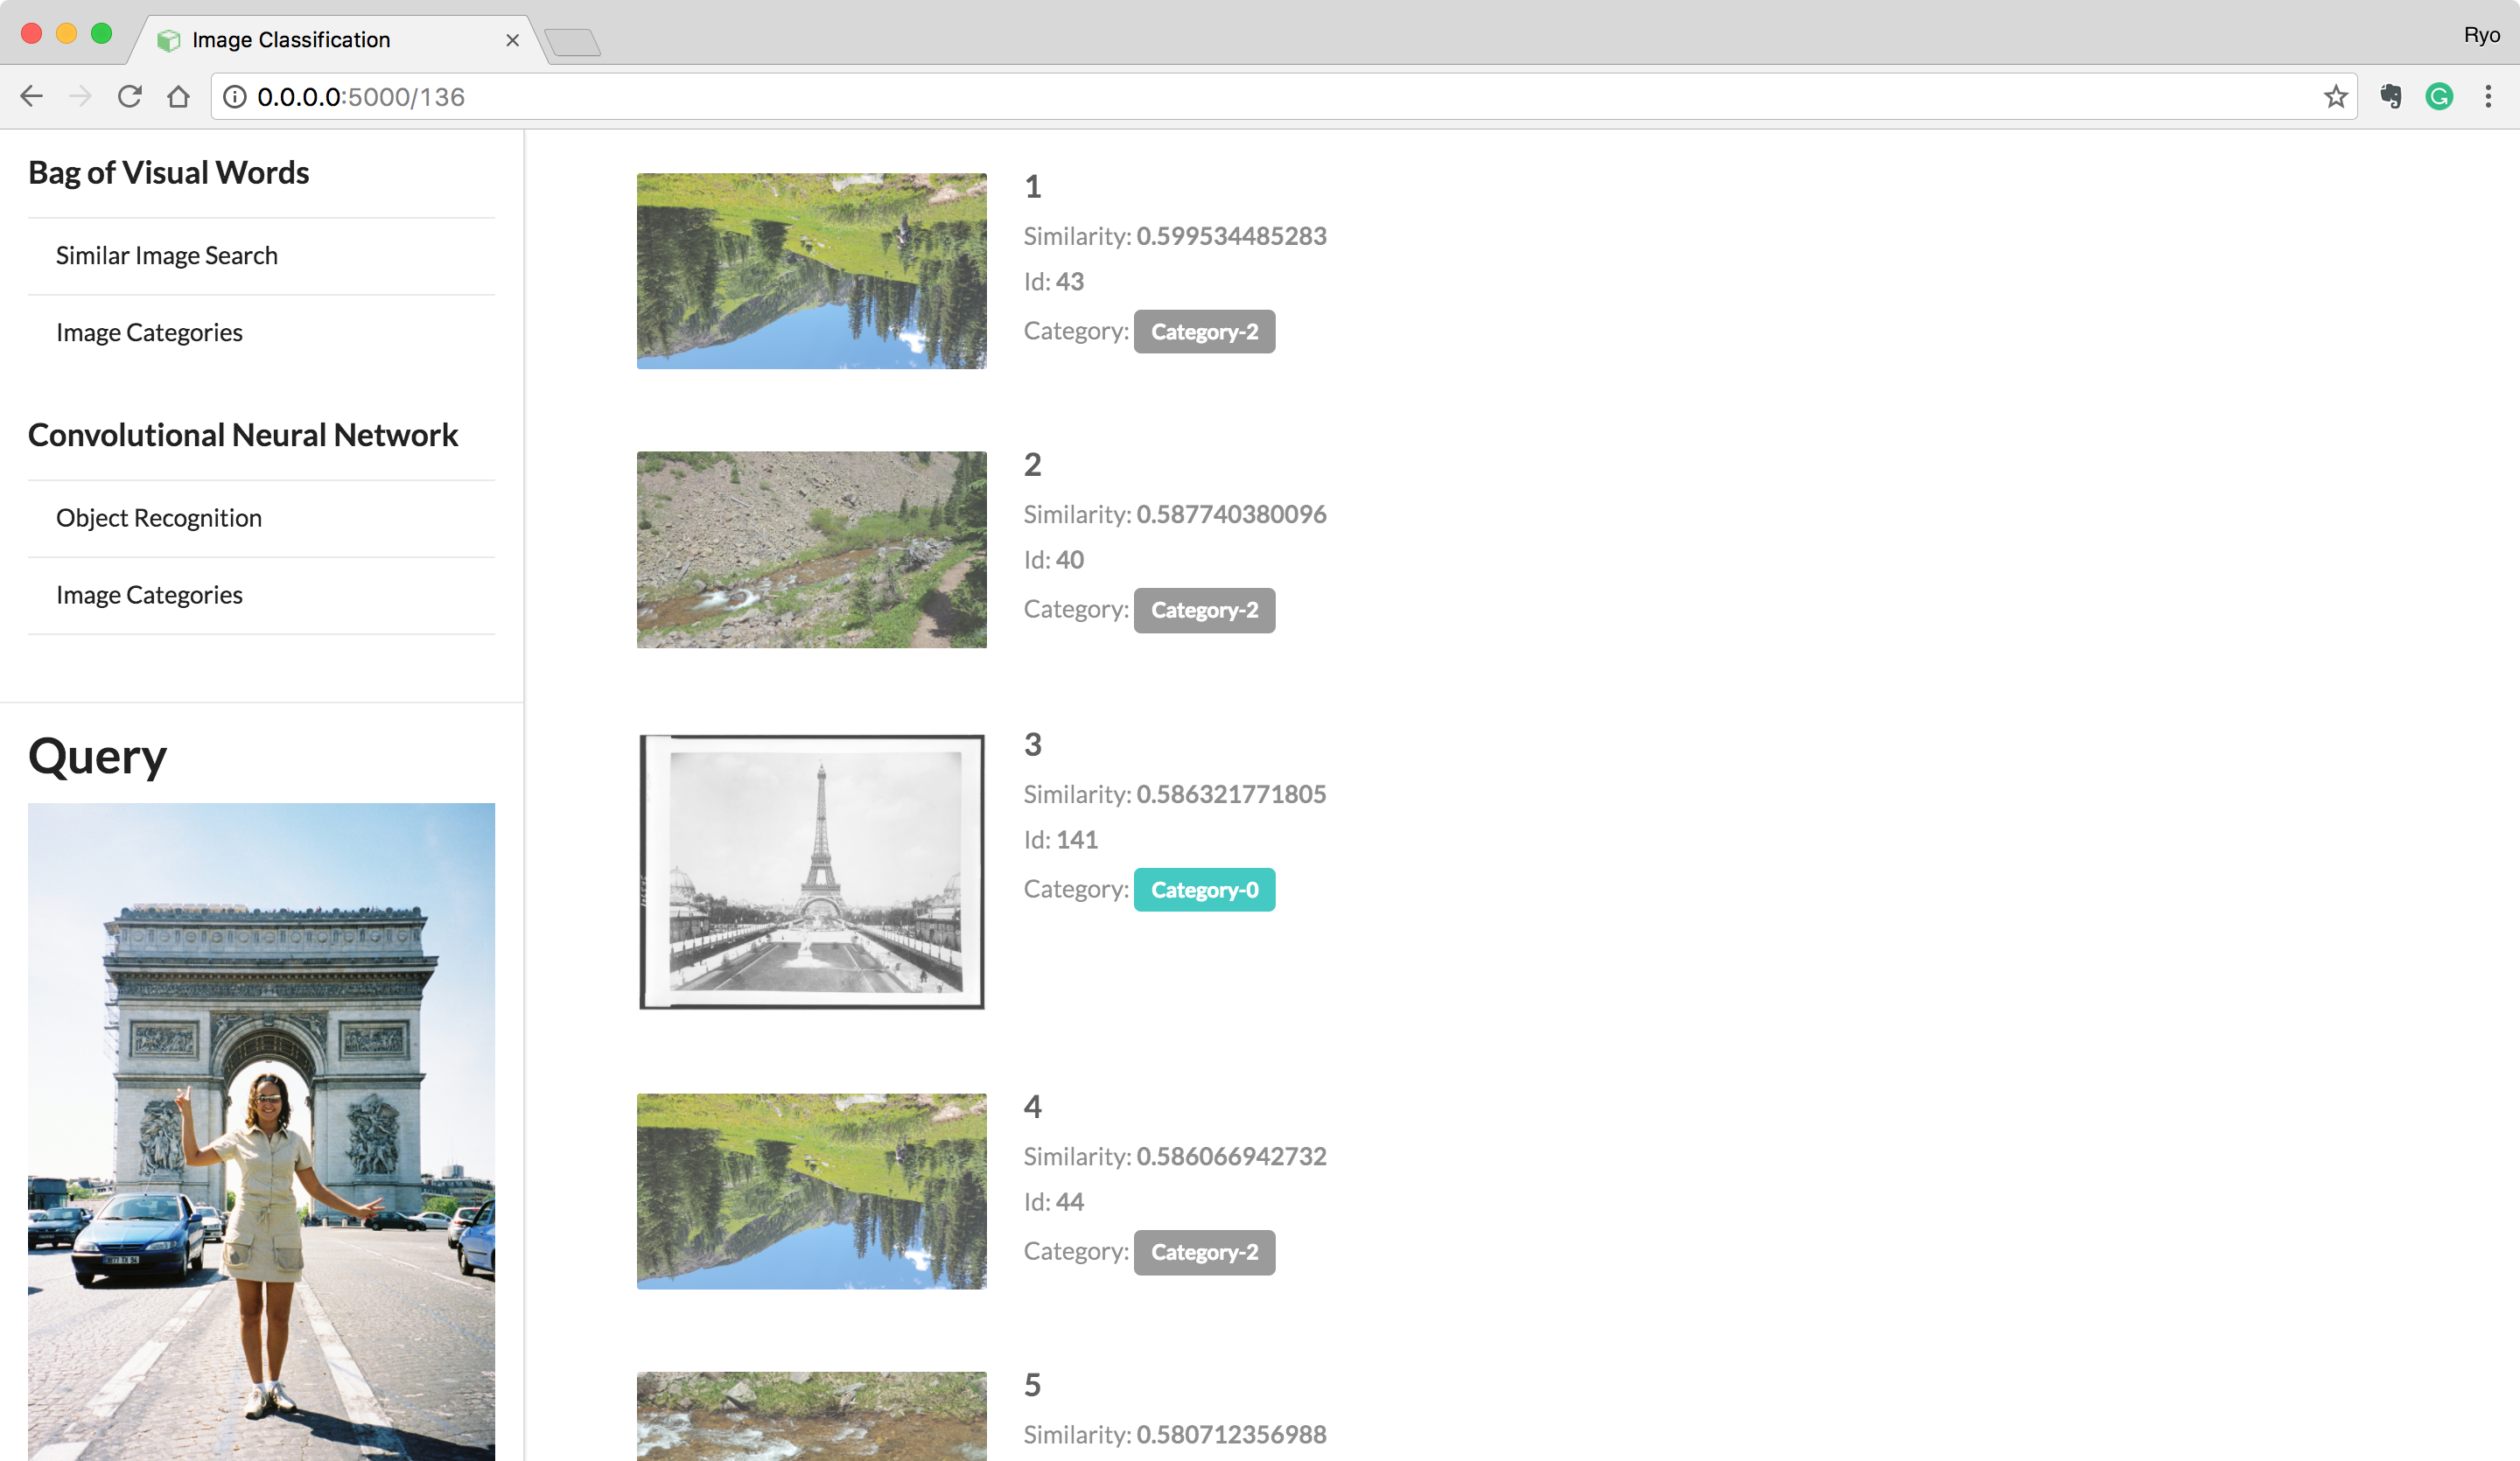 Image Classification
Ryo
0.0.0.0:5000/136
Bag of Visual Words
Similar Image Search
Image Categories
Convolutional Neural Network
Object Recognition
Image Categories
Query
1
Similarity: 0.599534485283
Id: 43
Category: Category-2
2
Similarity: 0.587740380096
Id: 40
Category: Category-2
3
Similarity: 0.586321771805
Id: 141
Category: Category-0
4
Similarity: 0.586066942732
Id: 44
Category: Category-2
5
Similarity: 0.580712356988